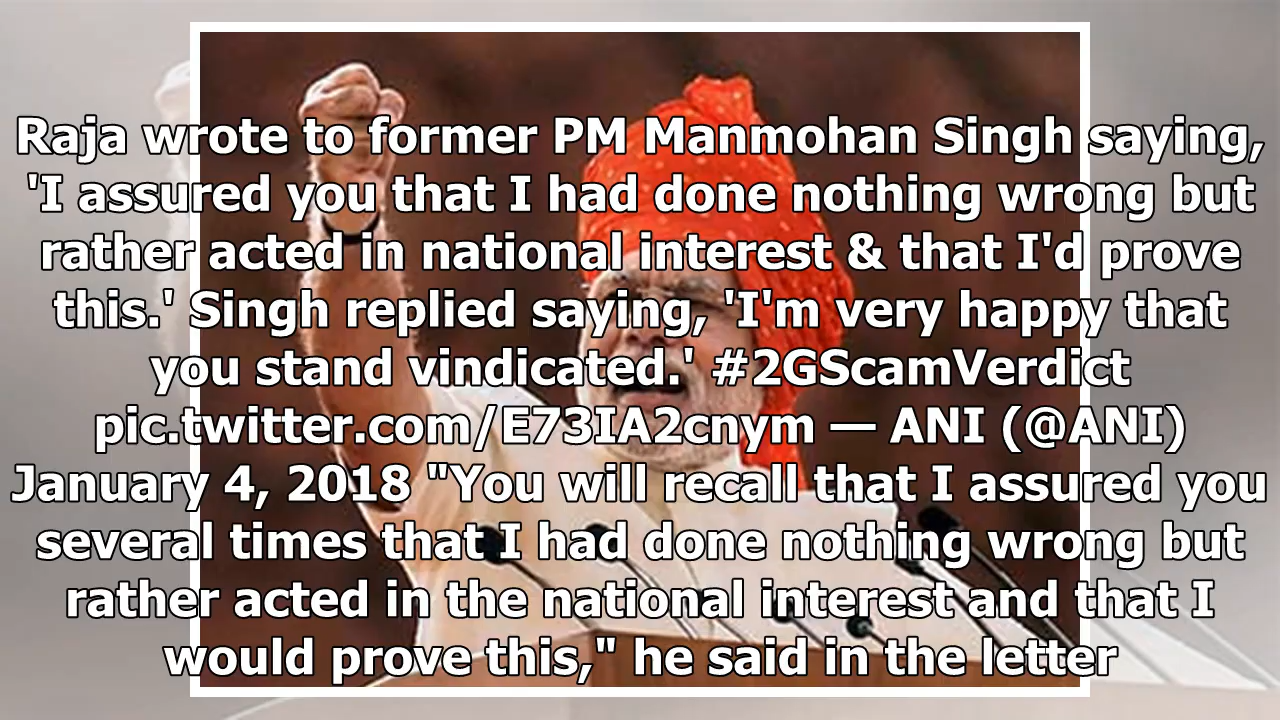 Raja wrote to former PM Manmohan Singh saying,
'I assured you that I had done nothing wrong but
rather acted in national interest & that I'd prove
this.' Singh replied saying, 'I'm very happy that
you stand vindicated.' #2GScamVerdict
pic.twitter.com/E73IA2cnym — ANI (@ANI)
January 4, 2018 "You will recall that I assured you
several times that I had done nothing wrong but
rather acted in the national interest and that I
would prove this," he said in the letter